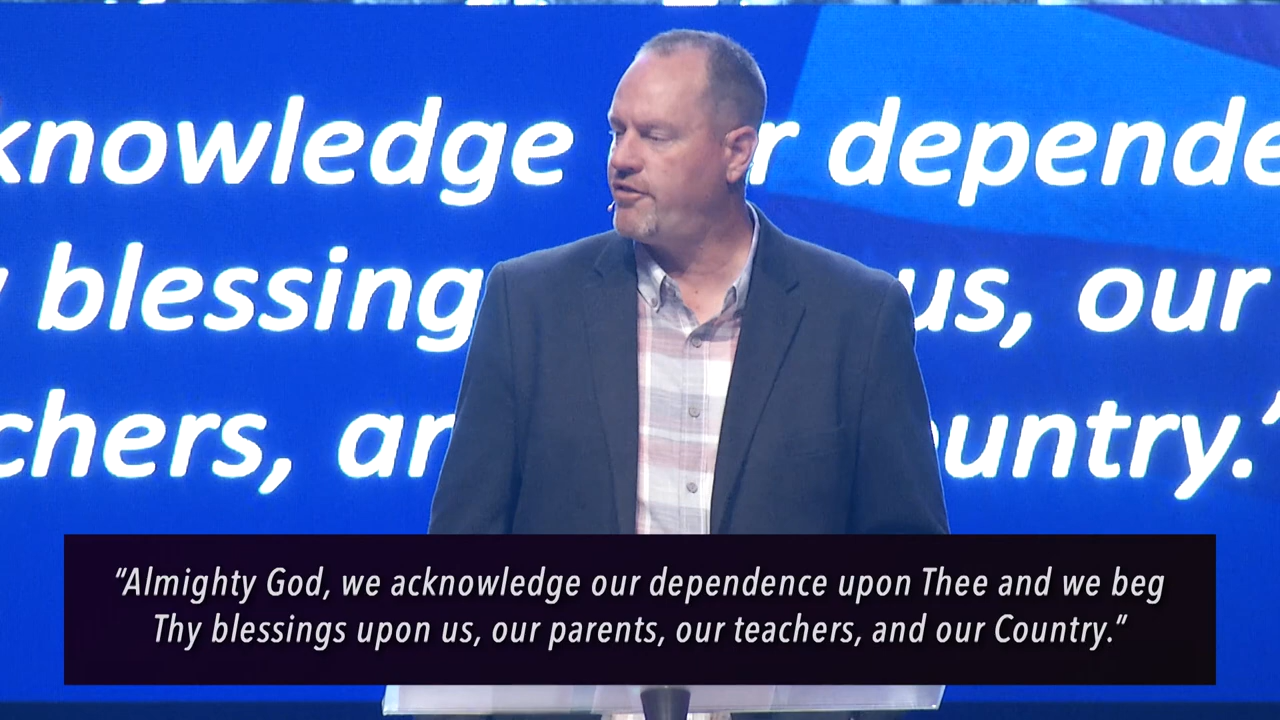 knowledge r depende
y blessing us, our
chers, an ountry.'
“Almighty God, we acknowledge our dependence upon Thee and we beg
Thy blessings upon us, our parents, our teachers, and our Country.”